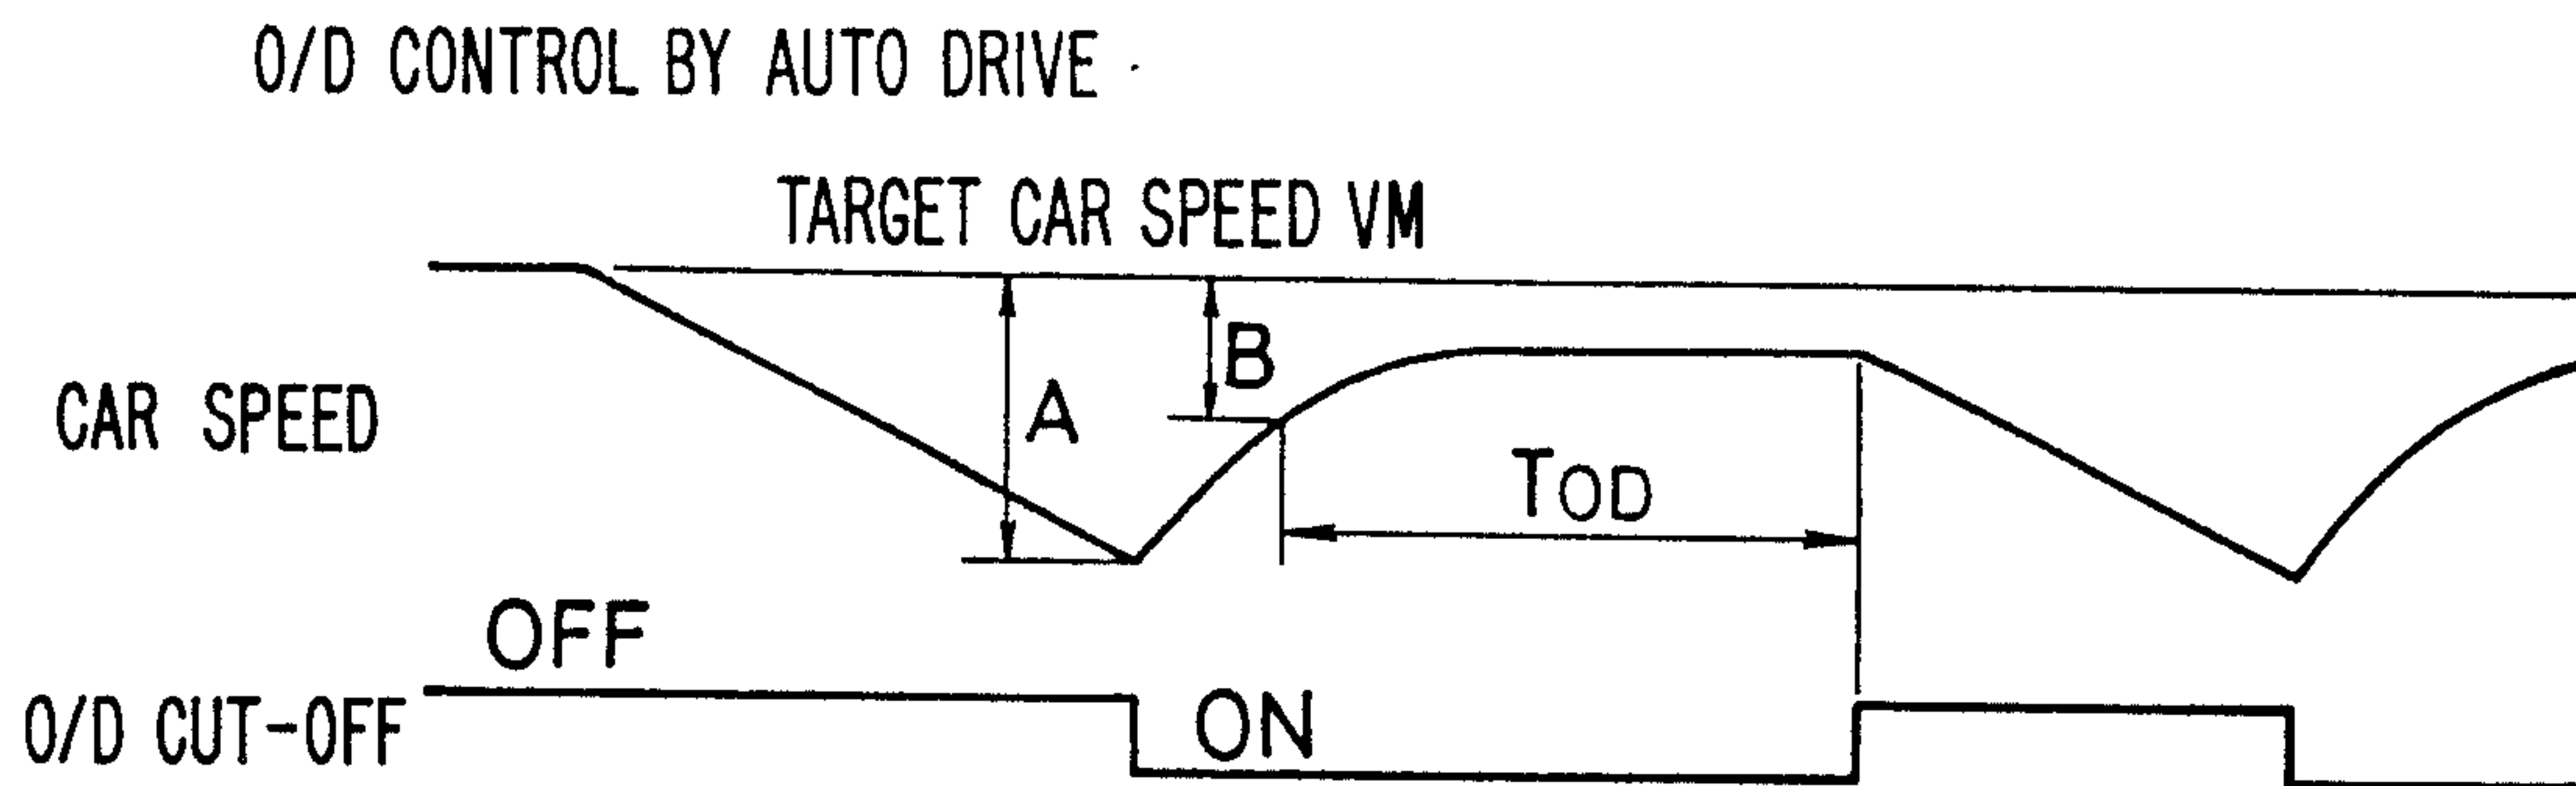 O/D CONTROL BY AUTO DRIVE
TARGET CAR SPEED VM
B
A
CAR SPEED
TOD
OFF
ON
O/D CUT-OFF